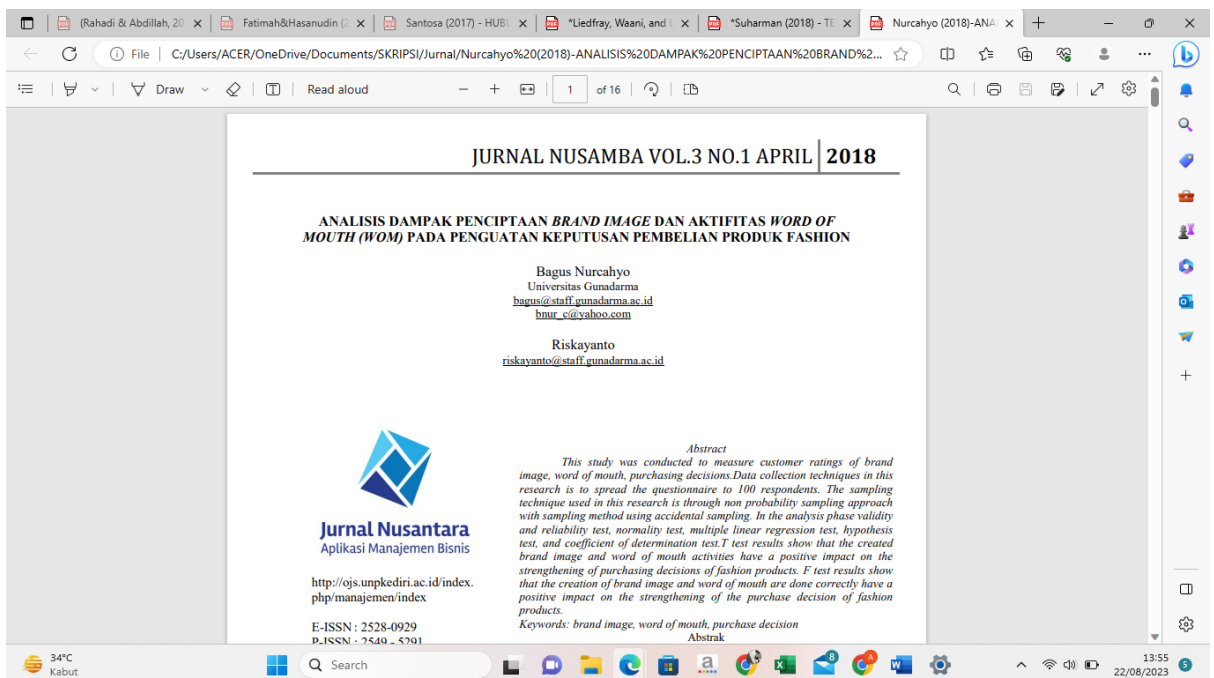 (Rahadi & Abdillah, 20
Fatimah&Hasanudin (2
Santosa (2017) - HUBU
*Liedfray, Waani, and L
*Suharman (2018) - TE
Nurcahyo (2018)-ANA
File
C:/Users/ACER/OneDrive/Documents/SKRIPSI/Jurnal/Nurcahyo%20(2018)-ANALISIS%20DAMPAK%20PENCIPTAAN%20BRAND%2...
Draw
Read aloud
1 of 16
JURNAL NUSAMBA VOL.3 NO.1 APRIL 2018
ANALISIS DAMPAK PENCIPTAAN BRAND IMAGE DAN AKTIFITAS WORD OF
MOUTH (WOM) PADA PENGUATAN KEPUTUSAN PEMBELIAN PRODUK FASHION
Bagus Nurcahyo
Universitas Gunadarma
bagus@staff.gunadarma.ac.id
bnur_c@yahoo.com
Riskayanto
riskayanto@staff.gunadarma.ac.id
Jurnal Nusantara
Aplikasi Manajemen Bisnis
http://ojs.unpkediri.ac.id/index.
php/manajemen/index
E-ISSN : 2528-0929
P-ISSN : 2549 - 5291
Abstract
This study was conducted to measure customer ratings of brand
image, word of mouth, purchasing decisions.Data collection techniques in this
research is to spread the questionnaire to 100 respondents. The sampling
technique used in this research is through non probability sampling approach
with sampling method using accidental sampling. In the analysis phase validity
and reliability test, normality test, multiple linear regression test, hypothesis
test, and coefficient of determination test.T test results show that the created
brand image and word of mouth activities have a positive impact on the
strengthening of purchasing decisions of fashion products. F test results show
that the creation of brand image and word of mouth are done correctly have a
positive impact on the strengthening of the purchase decision of fashion
products.
Keywords: brand image, word of mouth, purchase decision
Abstrak
34°C
Kabut
Search
13:55
22/08/2023